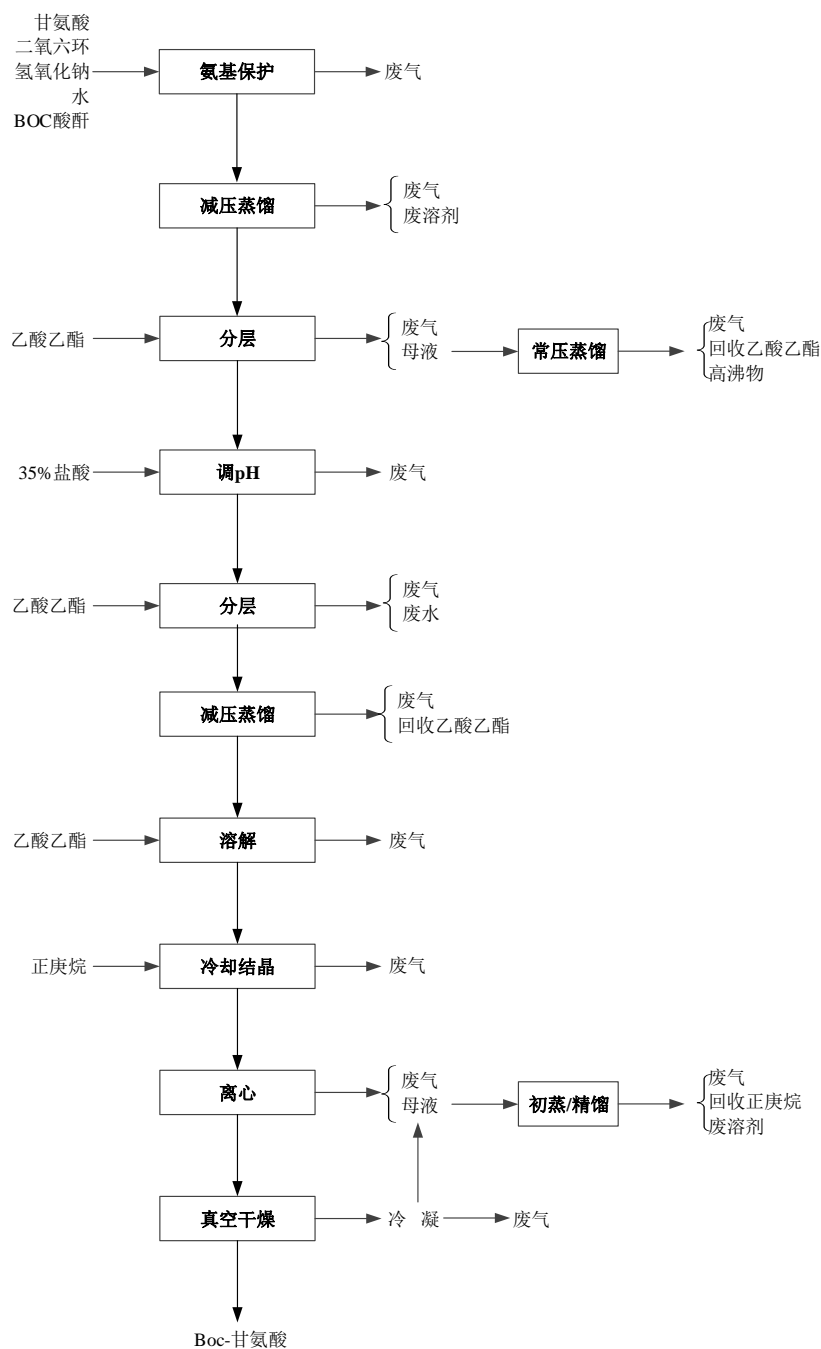 甘氨酸
二氧六环
氢氧化钠
水
BOC酸酐
氨基保护
废气
减压蒸馏
废气
废溶剂
乙酸乙酯
分层
废气
母液
常压蒸馏
废气
回收乙酸乙酯
高沸物
35%盐酸
调pH
废气
乙酸乙酯
分层
废气
废水
减压蒸馏
废气
回收乙酸乙酯
乙酸乙酯
溶解
废气
正庚烷
冷却结晶
废气
离心
废气
母液
初蒸/精馏
废气
回收正庚烷
废溶剂
真空干燥
冷 凝
废气
Boc-甘氨酸